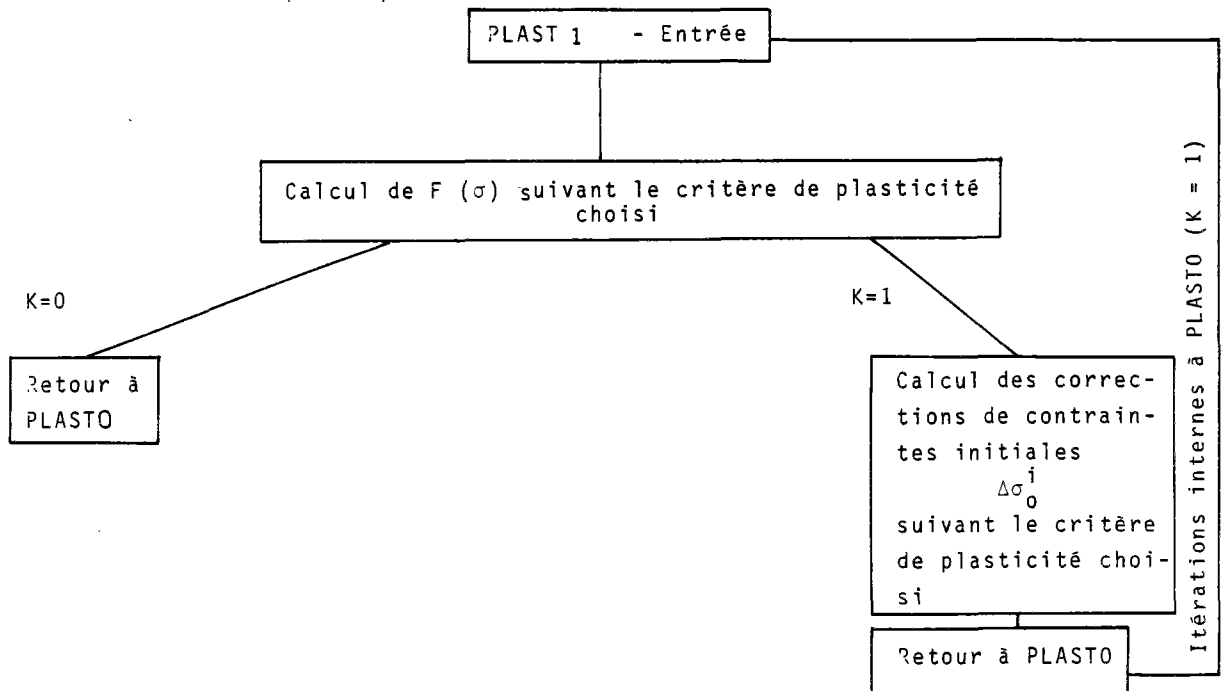 PLAST 1 - Entrée
Calcul de F (σ) suivant le critère de plasticité
choisi
K=0
K=1
Retour à
PLASTO
Calcul des correc-
tions de contrain-
tes initiales
Δσ₀ⁱ
suivant le critère
de plasticité choi-
si
Retour à PLASTO
Itérations internes à PLASTO (K = 1)